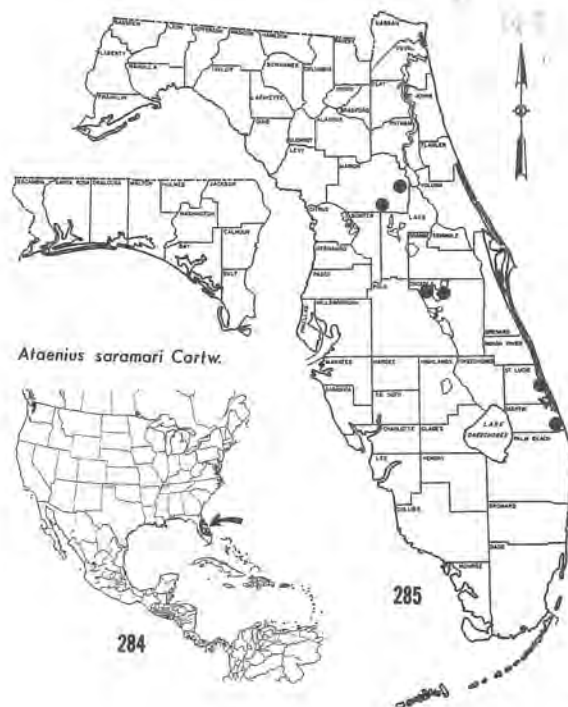 NASSAU
LEON
JEFFERSON
MADISON
HAMILTON
LIBERTY
WAKULLA
TAYLOR
SUWANNEE
COLUMBIA
DUVAL
FRANKLIN
LAFAYETTE
CLAY
BRADFORD
ST. JOHNS
DIXIE
ALACHUA
PUTNAM
GILCHRIST
LEVY
FLAGLER
MARION
VOLUSIA
ESCAMBIA
SANTA ROSA
OKALOOSA
WALTON
HOLMES
JACKSON
WASHINGTON
CALHOUN
BAY
GULF
CITRUS
SUMTER
LAKE
SEMINOLE
HERNANDO
ORANGE
PASCO
POLK
OSCEOLA
HILLSBOROUGH
PINELLAS
BREVARD
INDIAN RIVER
MANATEE
HARDEE
HIGHLANDS
OKEECHOBEE
ST. LUCIE
SARASOTA
DE SOTO
MARTIN
CHARLOTTE
GLADES
LAKE
OKEECHOBEE
PALM BEACH
LEE
HENDRY
COLLIER
BROWARD
DADE
MONROE
Ataenius saramari Cartw.
284
285